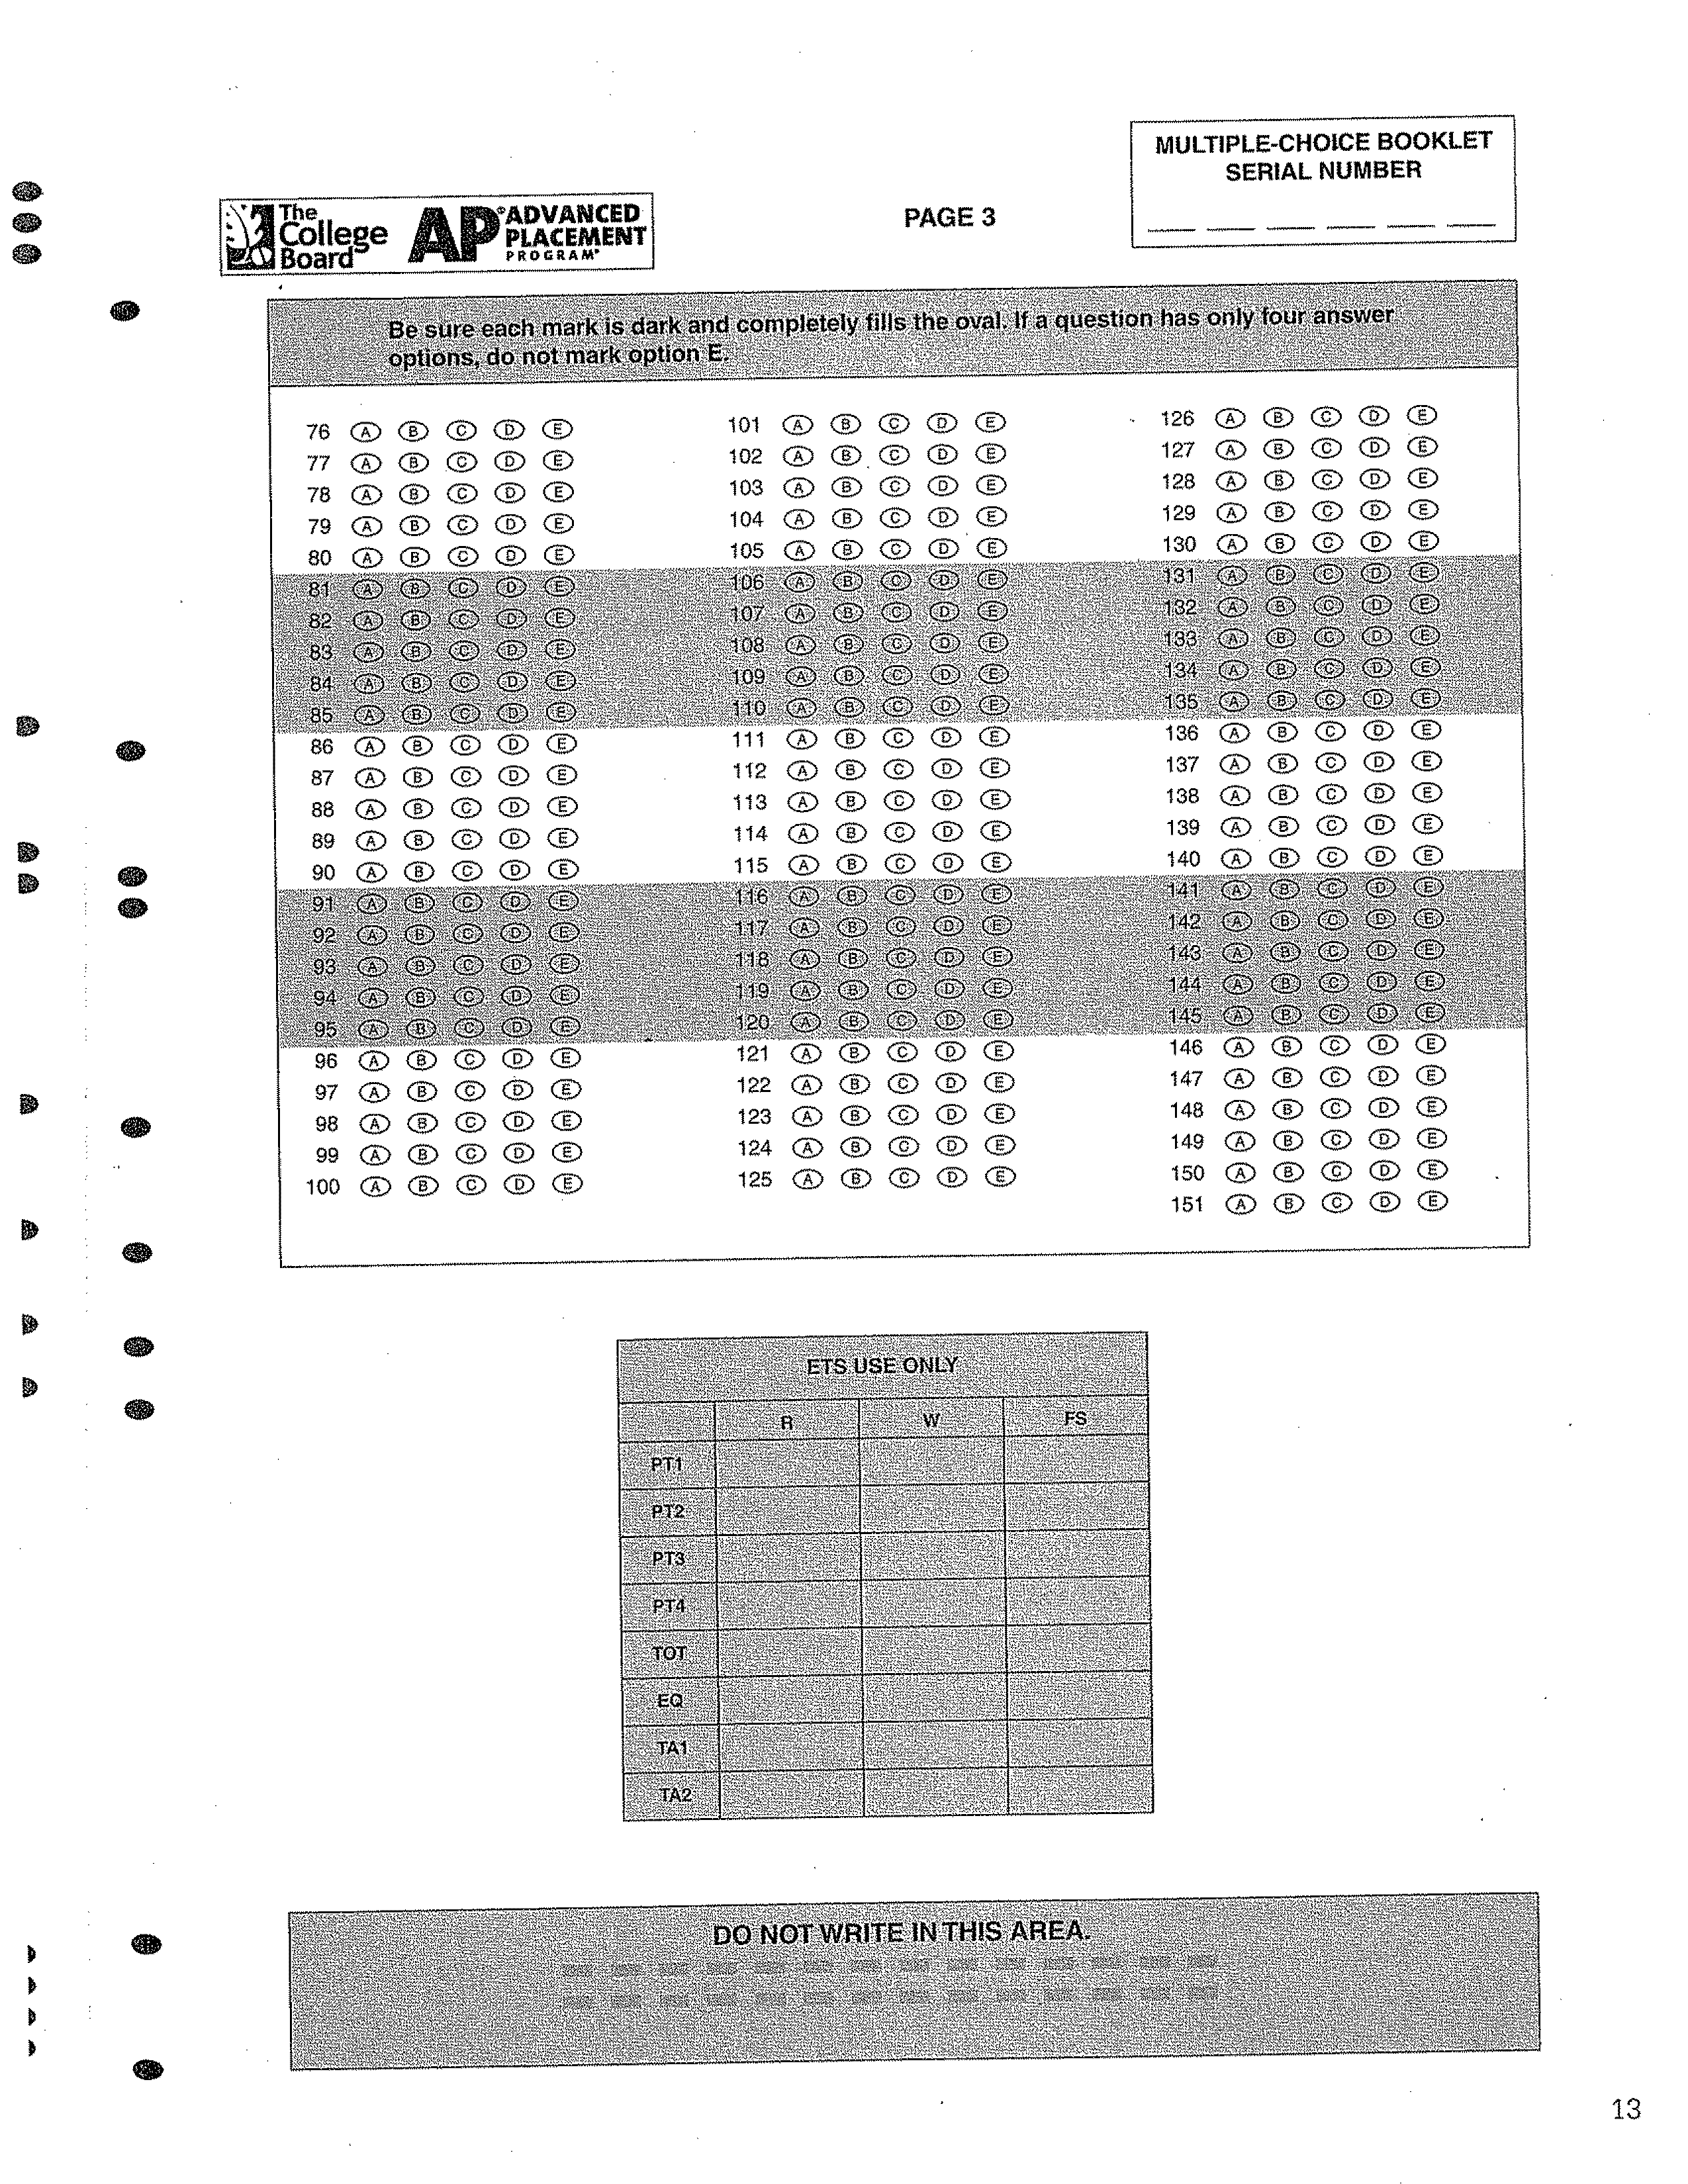 MULTIPLE-CHOICE BOOKLET
SERIAL NUMBER
The
College
Board
AP
ADVANCED
PLACEMENT
PROGRAM
PAGE 3
Be sure each mark is dark and completely fills the oval. If a question has only four answer
options, do not mark option E.
76 A B C D E
77 A B C D E
78 A B C D E
79 A B C D E
80 A B C D E
81 A B C D E
82 A B C D E
83 A B C D E
84 A B C D E
85 A B C D E
86 A B C D E
87 A B C D E
88 A B C D E
89 A B C D E
90 A B C D E
91 A B C D E
92 A B C D E
93 A B C D E
94 A B C D E
95 A B C D E
96 A B C D E
97 A B C D E
98 A B C D E
99 A B C D E
100 A B C D E
101 A B C D E
102 A B C D E
103 A B C D E
104 A B C D E
105 A B C D E
106 A B C D E
107 A B C D E
108 A B C D E
109 A B C D E
110 A B C D E
111 A B C D E
112 A B C D E
113 A B C D E
114 A B C D E
115 A B C D E
116 A B C D E
117 A B C D E
118 A B C D E
119 A B C D E
120 A B C D E
121 A B C D E
122 A B C D E
123 A B C D E
124 A B C D E
125 A B C D E
126 A B C D E
127 A B C D E
128 A B C D E
129 A B C D E
130 A B C D E
131 A B C D E
132 A B C D E
133 A B C D E
134 A B C D E
135 A B C D E
136 A B C D E
137 A B C D E
138 A B C D E
139 A B C D E
140 A B C D E
141 A B C D E
142 A B C D E
143 A B C D E
144 A B C D E
145 A B C D E
146 A B C D E
147 A B C D E
148 A B C D E
149 A B C D E
150 A B C D E
151 A B C D E
ETS USE ONLY
R W FS
PT1
PT2
PT3
PT4
TOT
EQ
TA1
TA2
DO NOT WRITE IN THIS AREA.
13